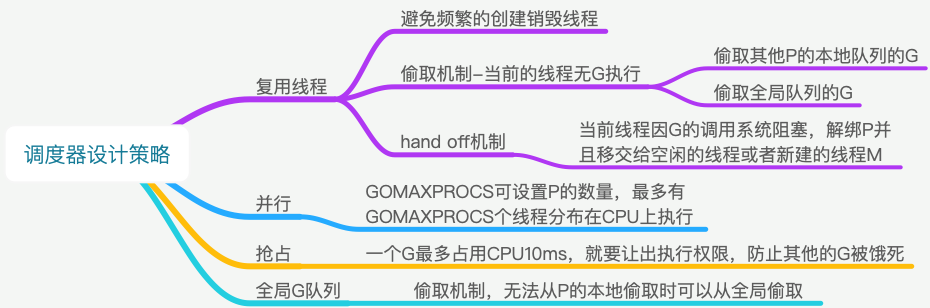 调度器设计策略
复用线程
避免频繁的创建销毁线程
偷取机制-当前的线程无G执行
偷取其他P的本地队列的G
偷取全局队列的G
hand off机制
当前线程因G的调用系统阻塞，解绑P并
且移交给空闲的线程或者新建的线程M
并行
GOMAXPROCS可设置P的数量，最多有
GOMAXPROCS个线程分布在CPU上执行
抢占
一个G最多占用CPU10ms，就要让出执行权限，防止其他的G被饿死
全局G队列
偷取机制，无法从P的本地偷取时可以从全局偷取